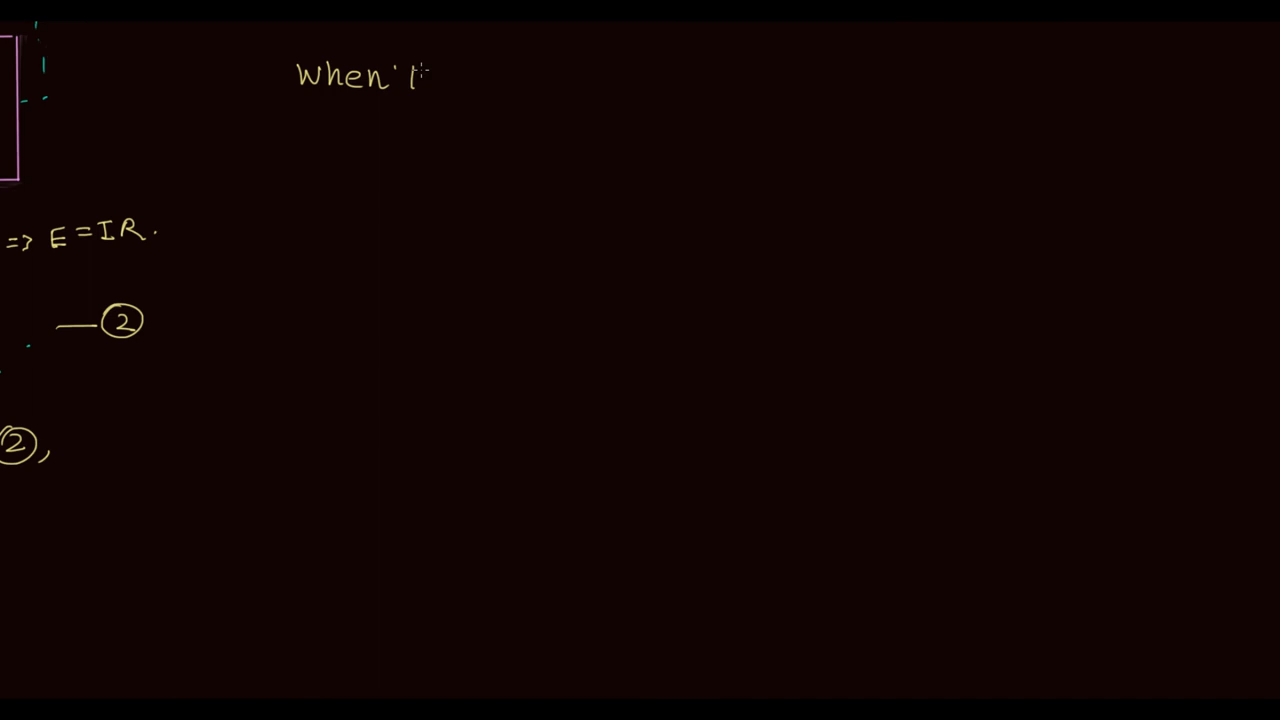 When
=> E = IR.
— ②
②,